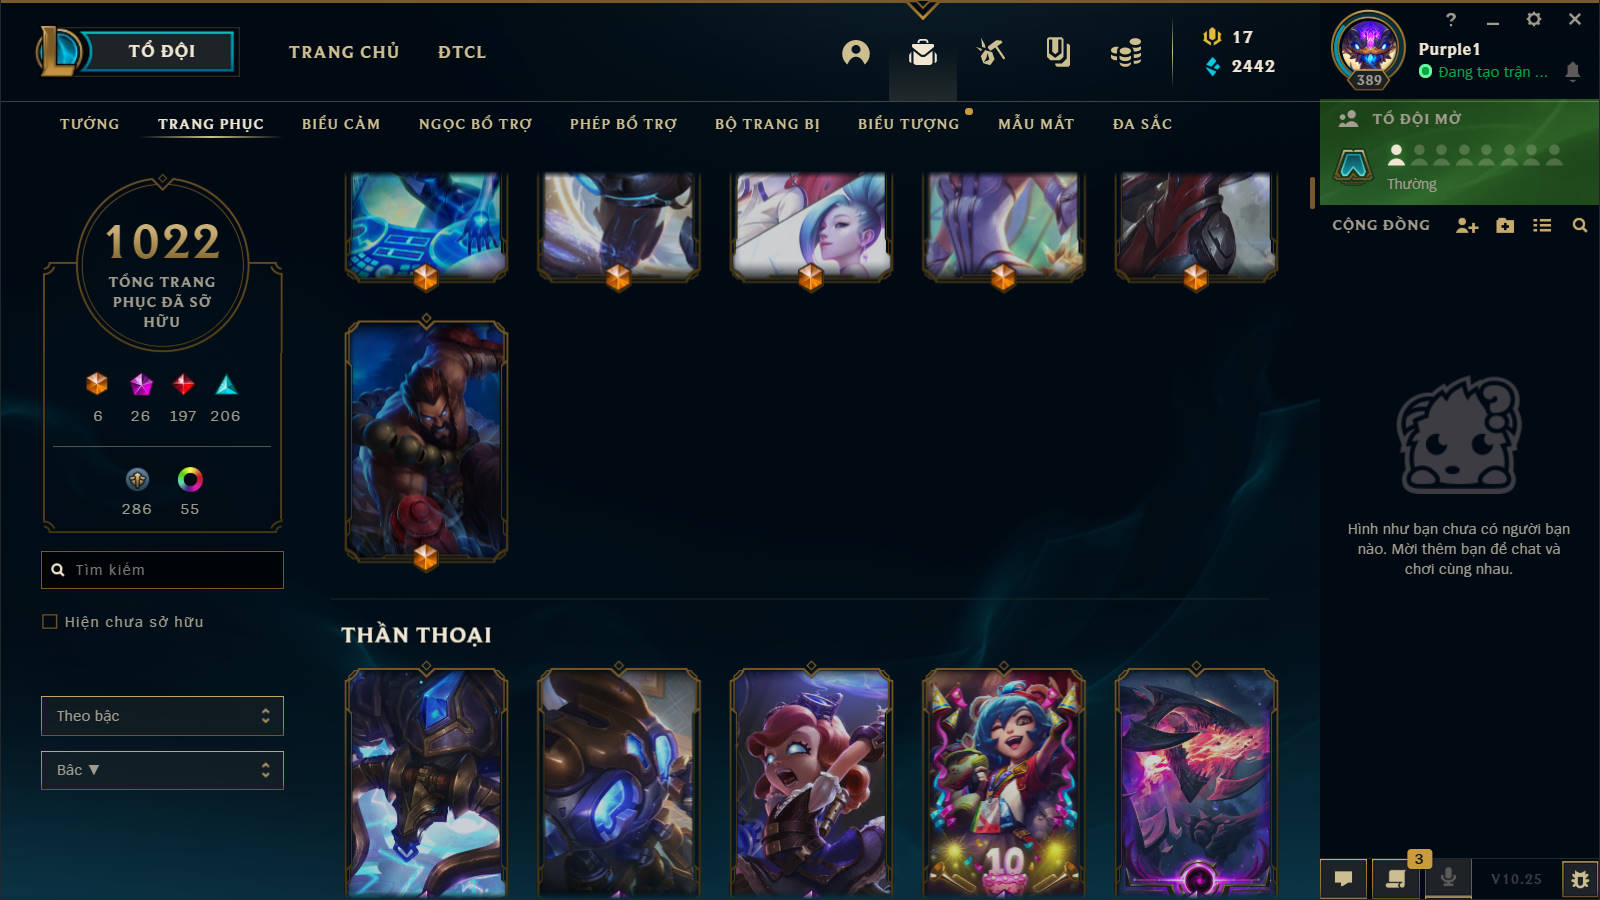 TỔ ĐỘI
TRANG CHỦ
ĐTCL
17
2442
389
Purple1
Đang tạo trận ...
TƯỚNG
TRANG PHỤC
BIỂU CẢM
NGỌC BỔ TRỢ
PHÉP BỔ TRỢ
BỘ TRANG BỊ
BIỂU TƯỢNG
MẪU MẮT
ĐA SẮC
TỔ ĐỘI MỞ
Thường
CỘNG ĐỒNG
1022
TỔNG TRANG
PHỤC ĐÃ SỞ
HỮU
6
26
197
206
286
55
Tìm kiếm
Hiện chưa sở hữu
Theo bậc
Bậc ▼
THẦN THOẠI
10
Hình như bạn chưa có người bạn
nào. Mời thêm bạn để chat và
chơi cùng nhau.
3
V10.25